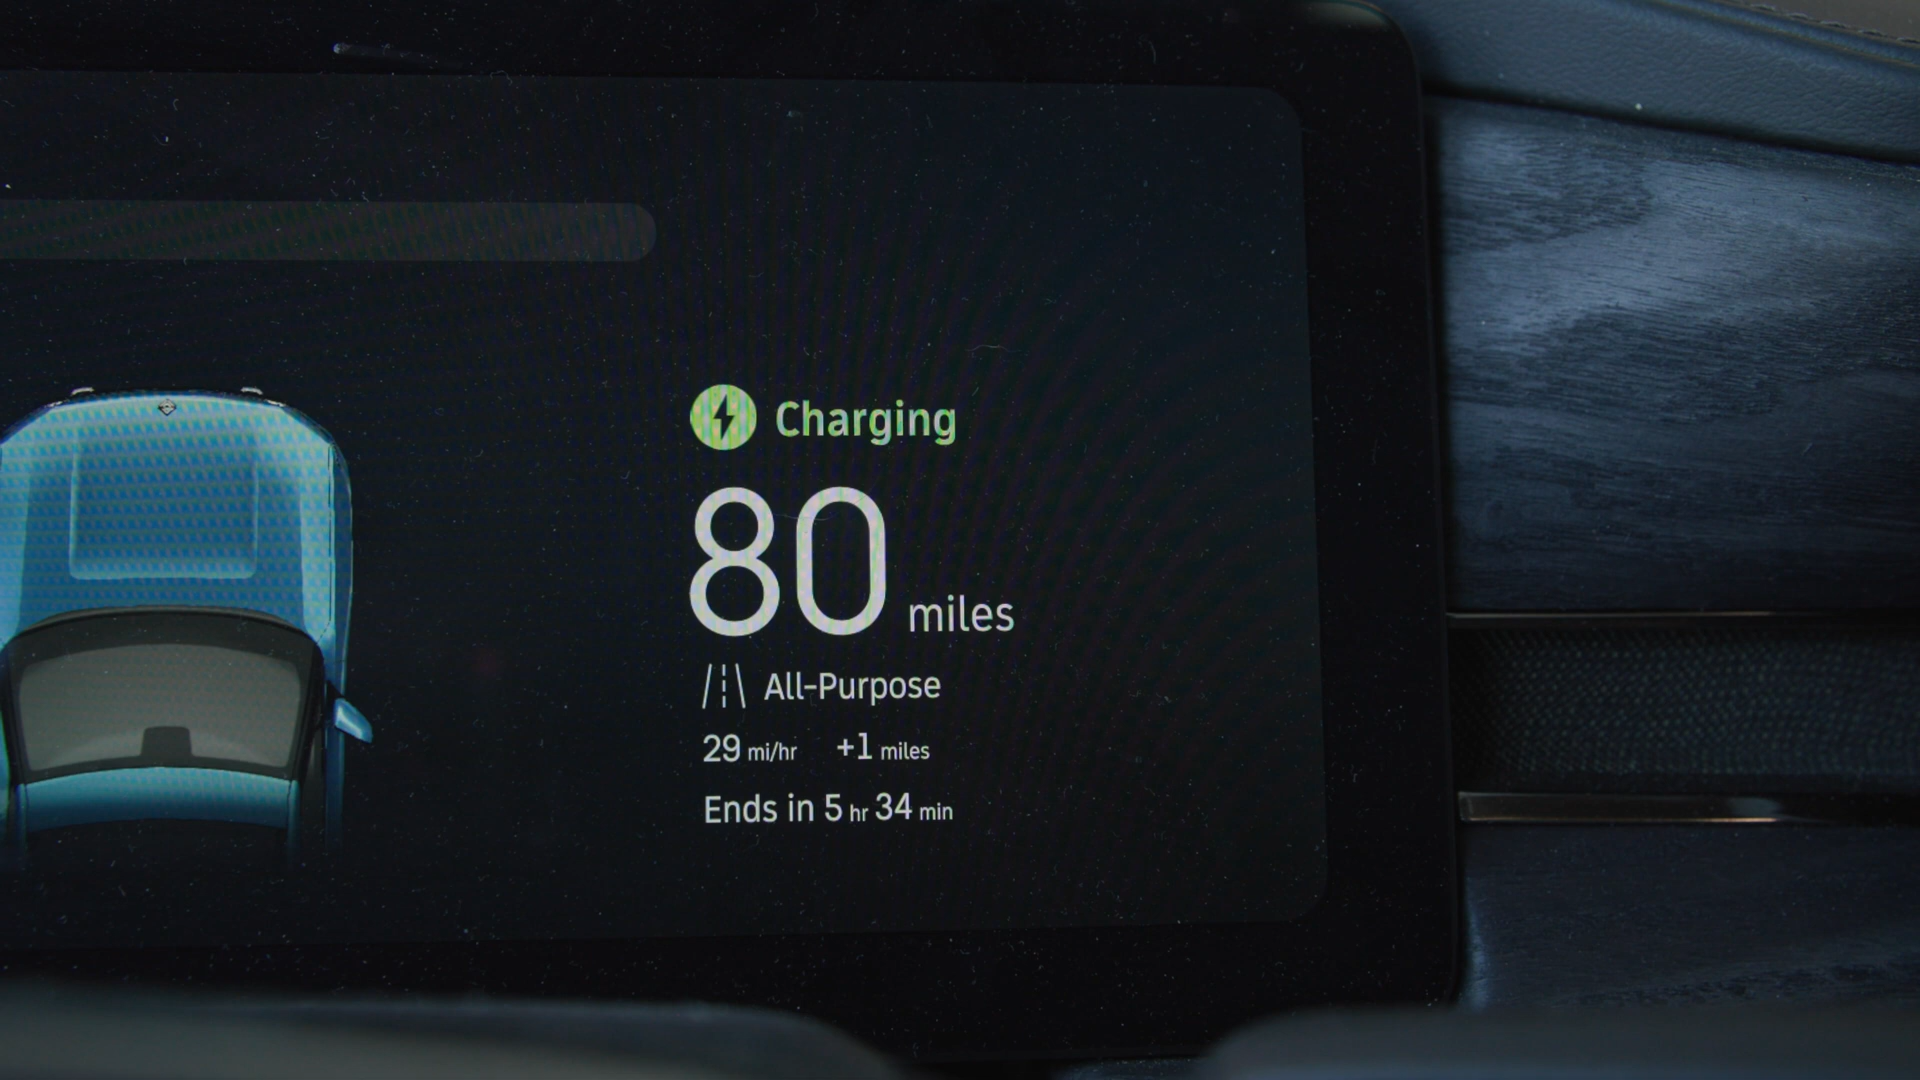 Charging
80 miles
All-Purpose
29 mi/hr +1 miles
Ends in 5 hr 34 min